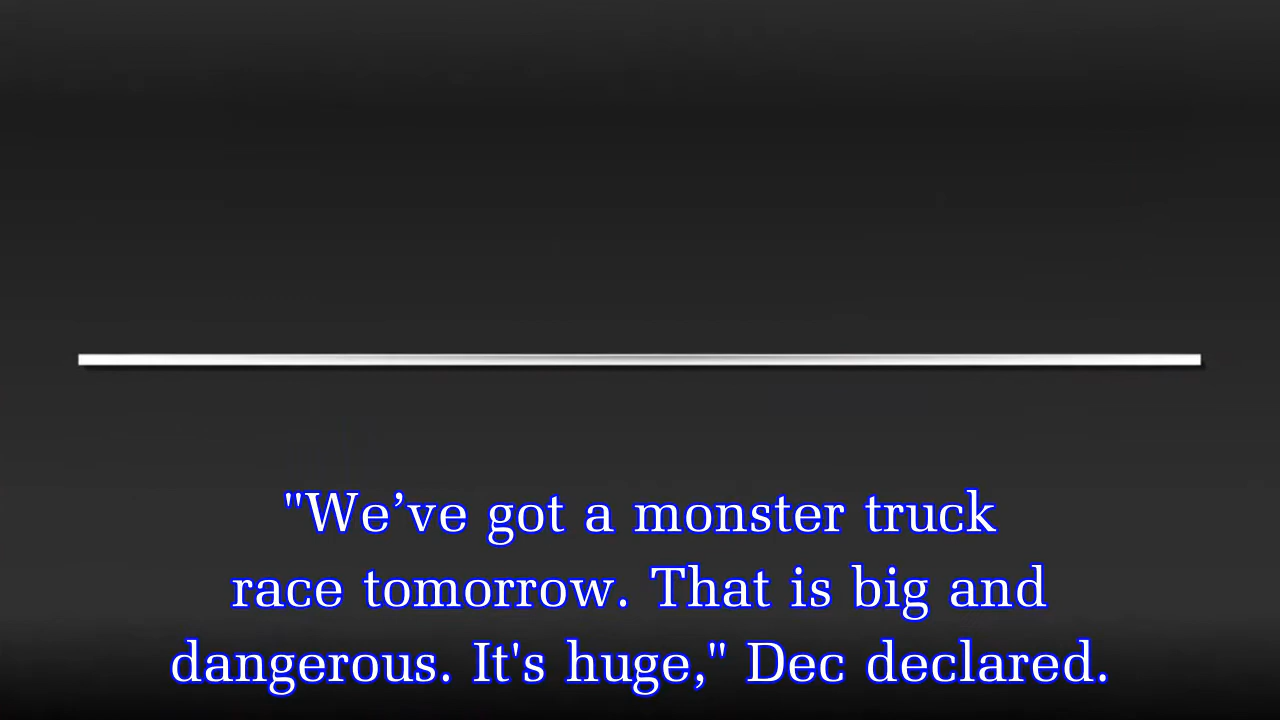 "We’ve got a monster truck
race tomorrow. That is big and
dangerous. It's huge," Dec declared.